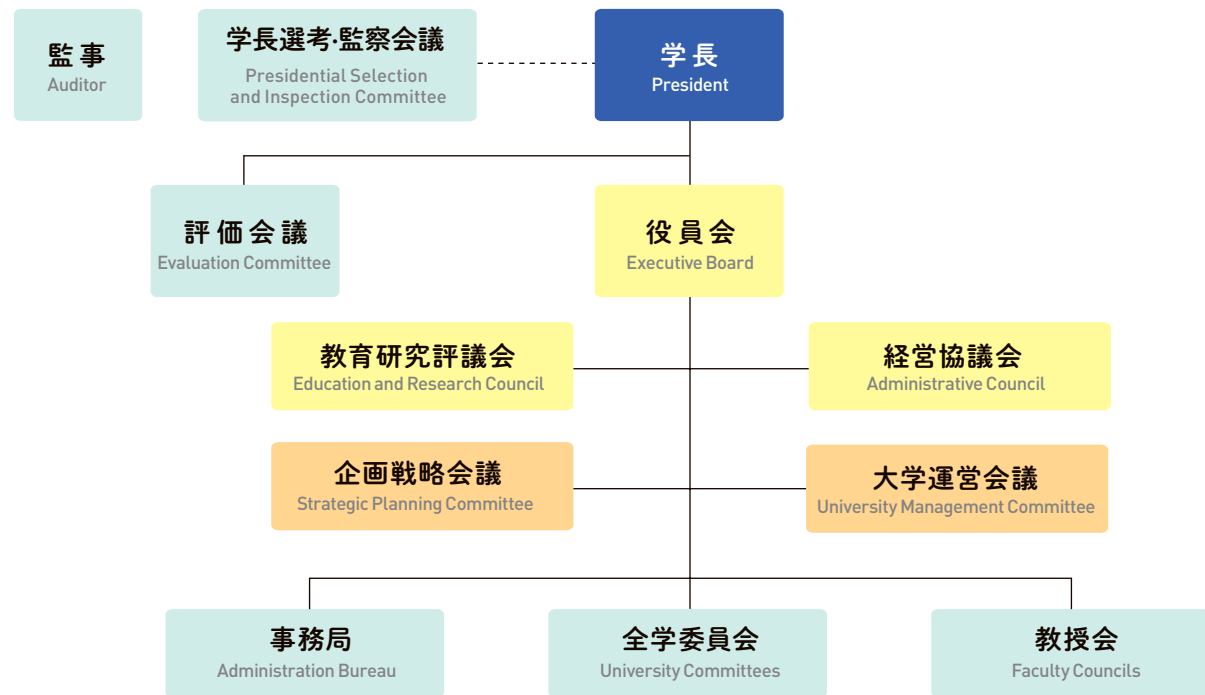 監事
Auditor
学長選考・監察会議
Presidential Selection
and Inspection Committee
学長
President
評価会議
Evaluation Committee
役員会
Executive Board
教育研究評議会
Education and Research Council
経営協議会
Administrative Council
企画戦略会議
Strategic Planning Committee
大学運営会議
University Management Committee
事務局
Administration Bureau
全学委員会
University Committees
教授会
Faculty Councils